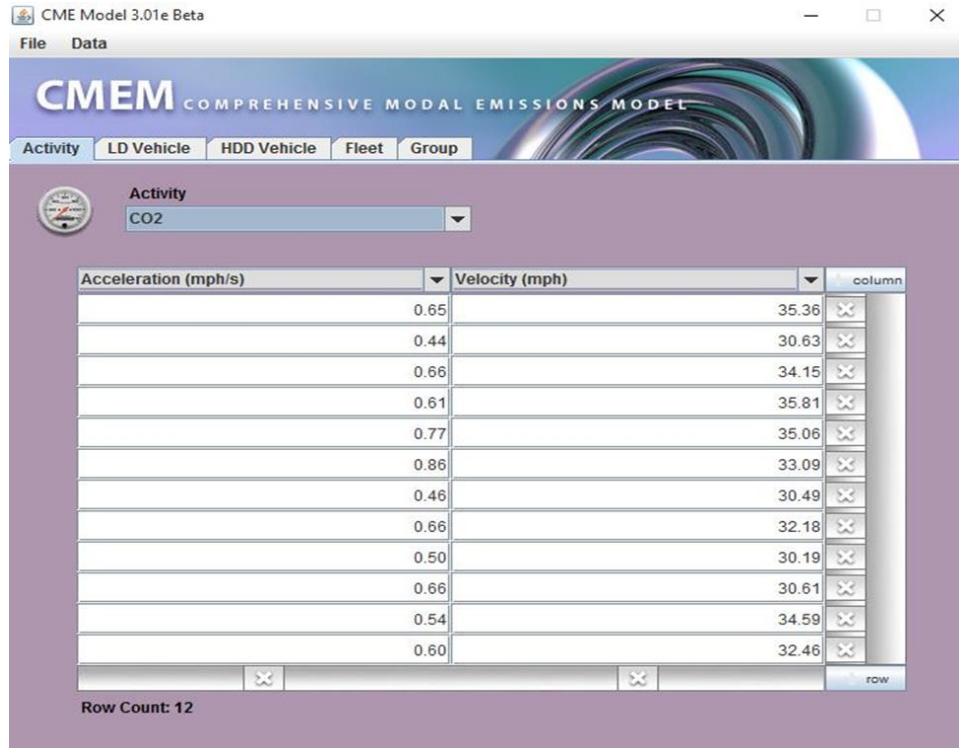 CME Model 3.01e Beta
File Data
CMEM COMPREHENSIVE MODAL EMISSIONS MODEL
Activity LD Vehicle HDD Vehicle Fleet Group
Activity
CO2
Acceleration (mph/s) Velocity (mph) column
0.65 35.36
0.44 30.63
0.66 34.15
0.61 35.81
0.77 35.06
0.86 33.09
0.46 30.49
0.66 32.18
0.50 30.19
0.66 30.61
0.54 34.59
0.60 32.46
row
Row Count: 12